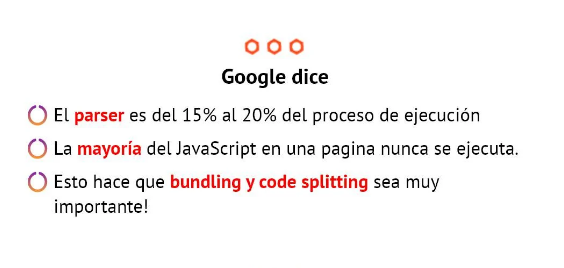 Google dice
El parser es del 15% al 20% del proceso de ejecución
La mayoría del JavaScript en una pagina nunca se ejecuta.
Esto hace que bundling y code splitting sea muy
importante!